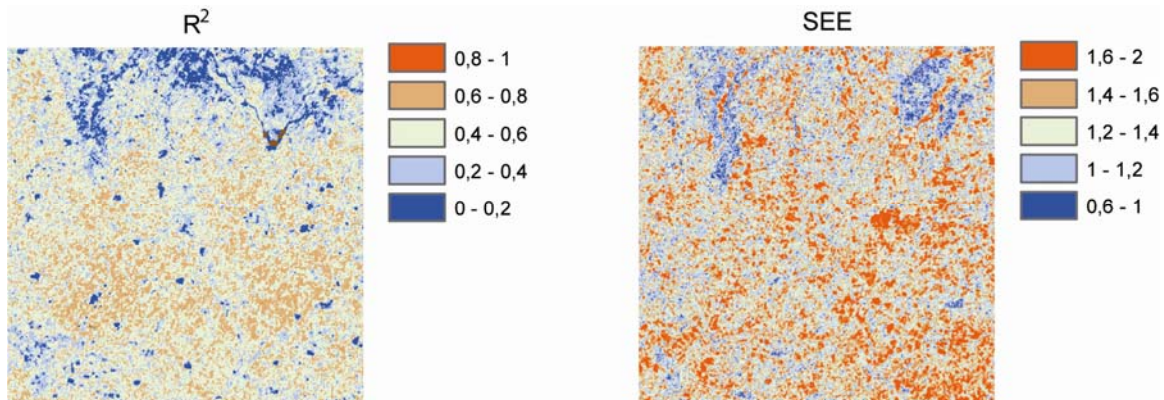 R²
0,8 - 1
0,6 - 0,8
0,4 - 0,6
0,2 - 0,4
0 - 0,2
SEE
1,6 - 2
1,4 - 1,6
1,2 - 1,4
1 - 1,2
0,6 - 1